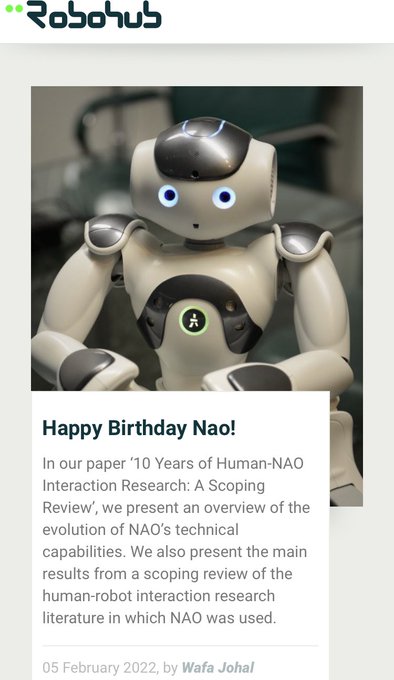 Robohub
Happy Birthday Nao!
In our paper ‘10 Years of Human-NAO
Interaction Research: A Scoping
Review’, we present an overview of the
evolution of NAO’s technical
capabilities. We also present the main
results from a scoping review of the
human-robot interaction research
literature in which NAO was used.
05 February 2022, by Wafa Johal